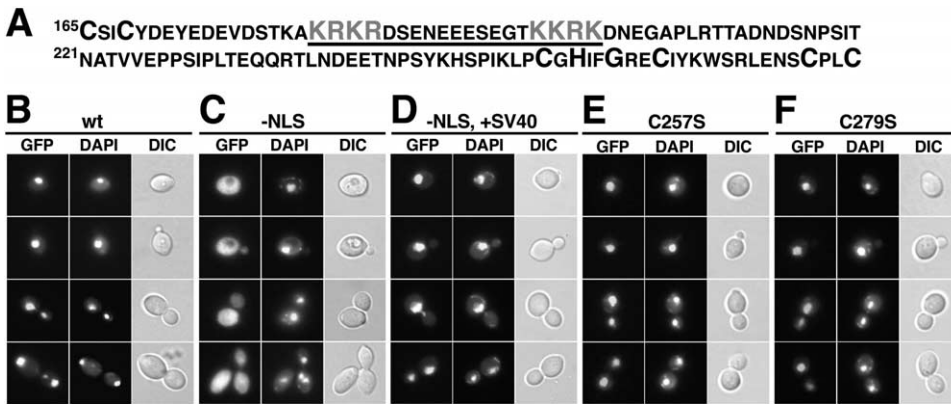 A
165CSICYDEYEDEVDSTKAKRKRDSENEEESEGTKKRKDNEGAPLRTTADNDSNPSIT
221NATVVEPPSIPLTEQQRTLNDEETNPSYKHSPIKLPCGHIFGRECIYKWSRLENSCPLC
B wt C -NLS D -NLS, +SV40 E C257S F C279S
GFP DAPI DIC GFP DAPI DIC GFP DAPI DIC GFP DAPI DIC GFP DAPI DIC